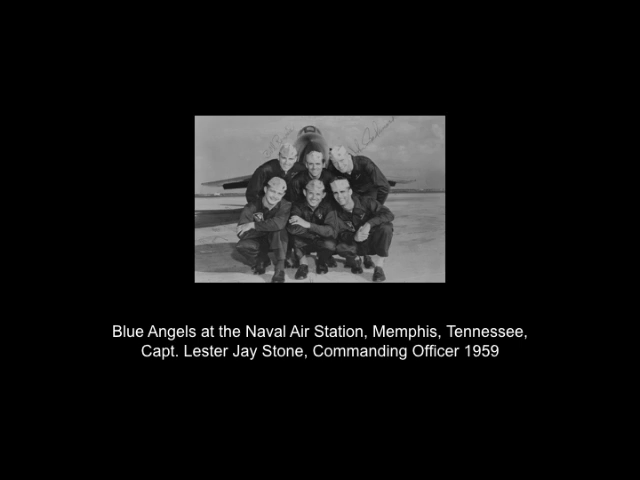 Blue Angels at the Naval Air Station, Memphis, Tennessee,
Capt. Lester Jay Stone, Commanding Officer 1959